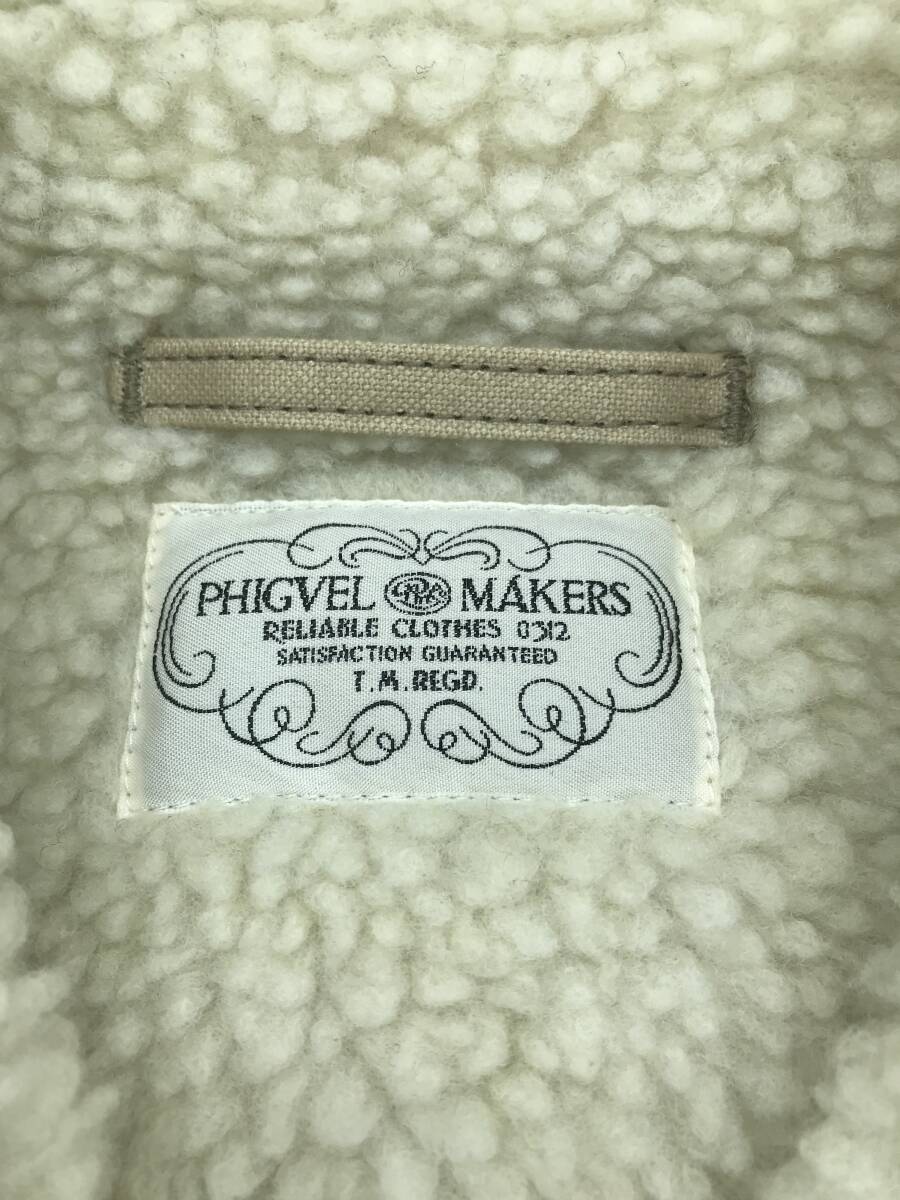 PHIGVEL MAKERS
RELIABLE CLOTHES 0312
SATISFACTION GUARANTEED
T.M.REGD.